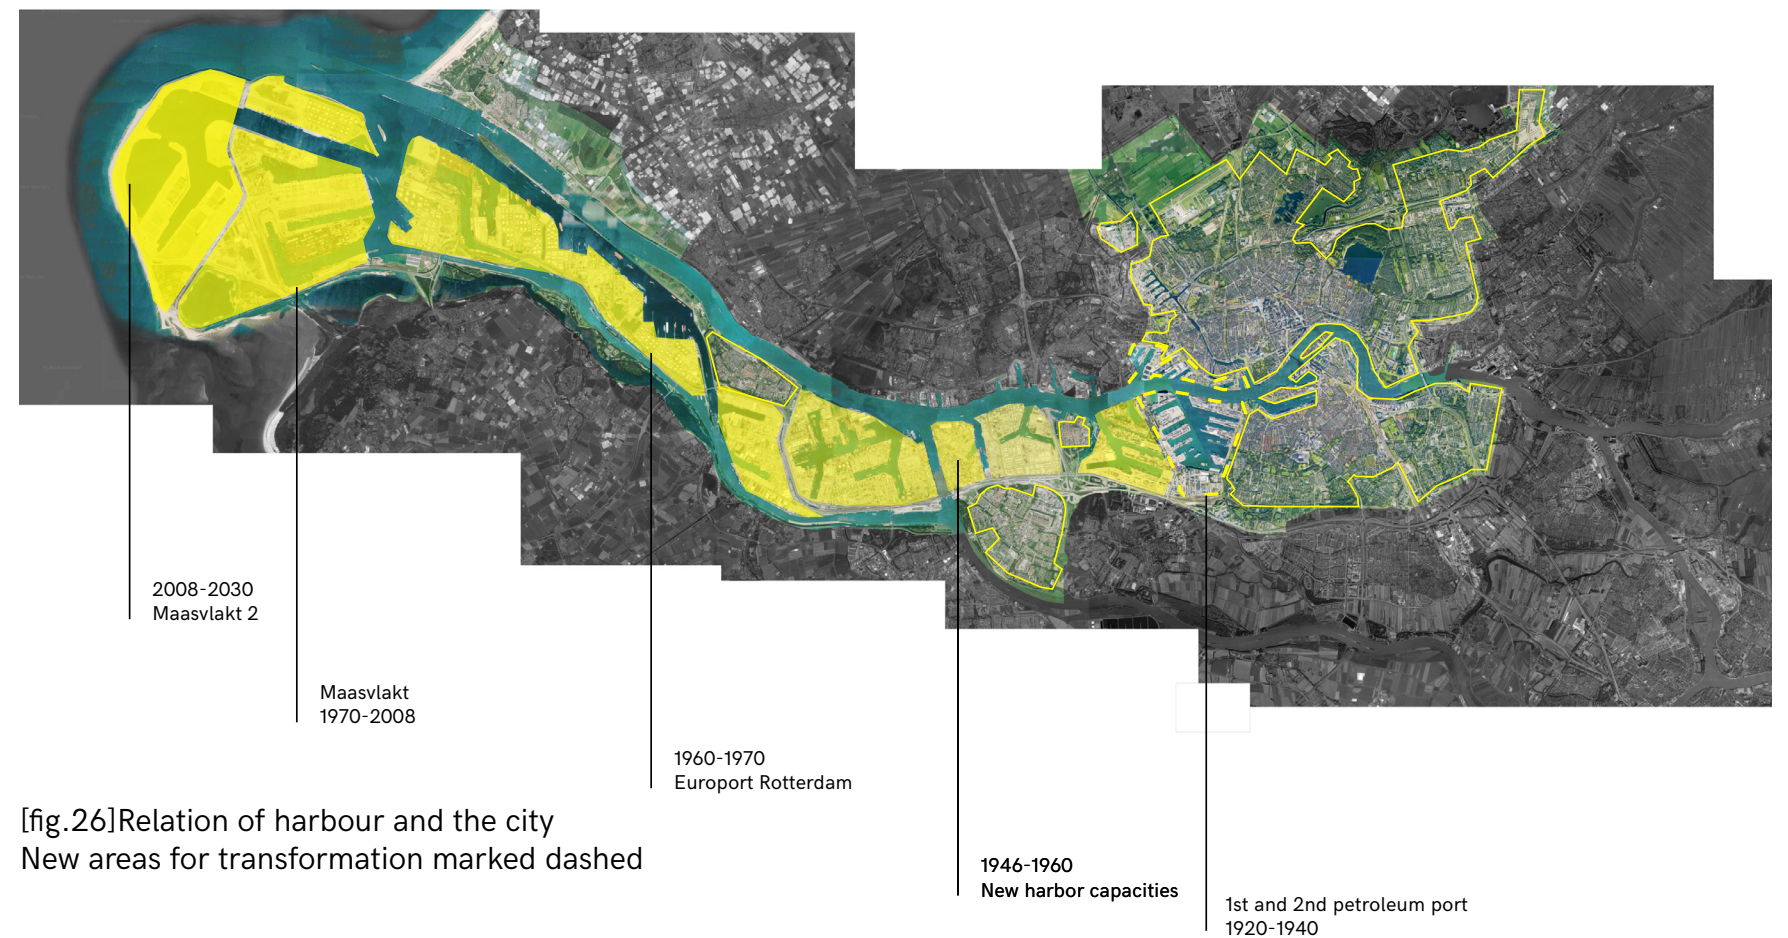 2008-2030
Maasvlakt 2
Maasvlakt
1970-2008
1960-1970
Europort Rotterdam
[fig.26]Relation of harbour and the city
New areas for transformation marked dashed
1946-1960
New harbor capacities
1st and 2nd petroleum port
1920-1940